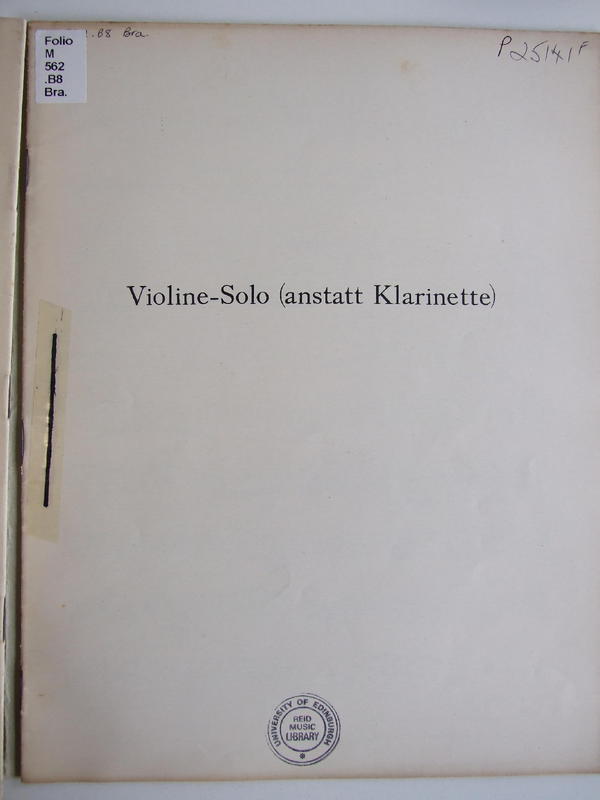 Folio
M
562
.B8
Bra.
.B8 Bra.
P25141F
Violine-Solo (anstatt Klarinette)
UNIVERSITY OF EDINBURGH
REID
MUSIC
LIBRARY